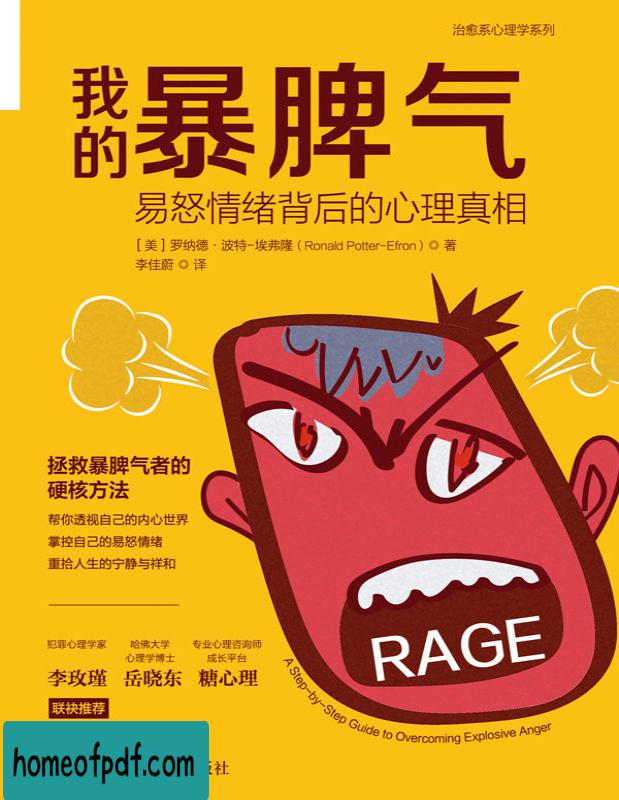 治愈系心理学系列
我的
暴脾气
易怒情绪背后的心理真相
[美]罗纳德·波特-埃弗隆(Ronald Potter-Efron)◎ 著
李佳蔚 ◎ 译
拯救暴脾气者的
硬核方法
帮你透视自己的内心世界
掌控自己的易怒情绪
重拾人生的宁静与祥和
RAGE
A Step-by-Step Guide to Overcoming Explosive Anger
犯罪心理学家
李玫瑾
哈佛大学
心理学博士
岳晓东
专业心理咨询师
成长平台
糖心理
联袂推荐
homeofpdf.com
版社